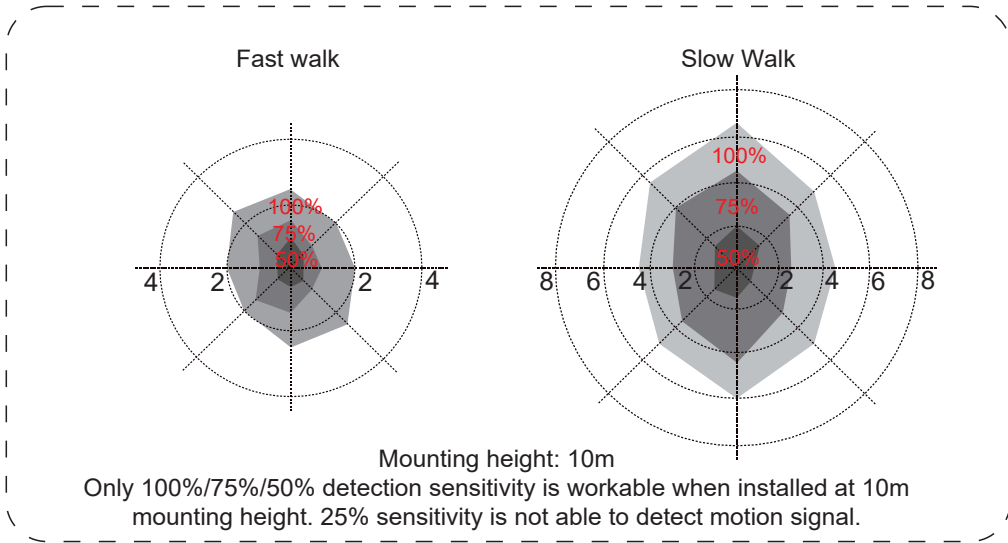 Fast walk
Slow Walk
100%
75%
50%
4 2 2 4
100%
75%
50%
8 6 4 2 2 4 6 8
Mounting height: 10m
Only 100%/75%/50% detection sensitivity is workable when installed at 10m
mounting height. 25% sensitivity is not able to detect motion signal.